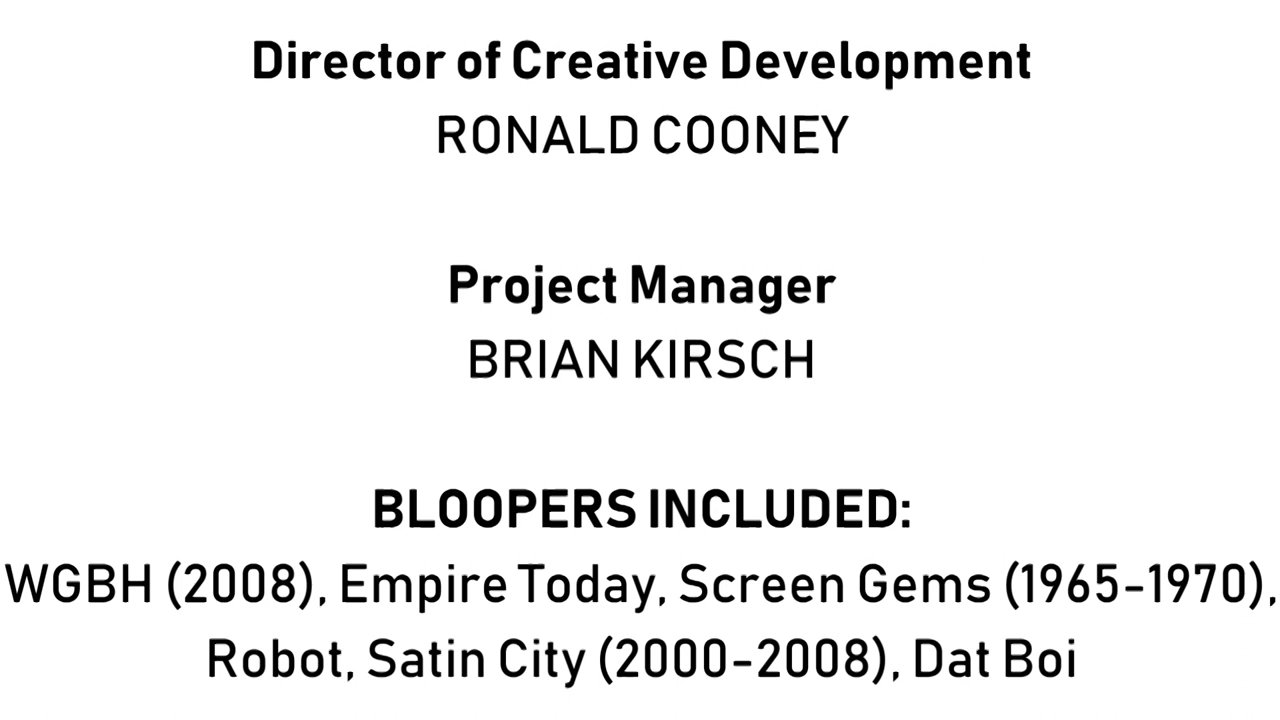 Director of Creative Development
RONALD COONEY
Project Manager
BRIAN KIRSCH
BLOOPERS INCLUDED:
WGBH (2008), Empire Today, Screen Gems (1965-1970),
Robot, Satin City (2000-2008), Dat Boi